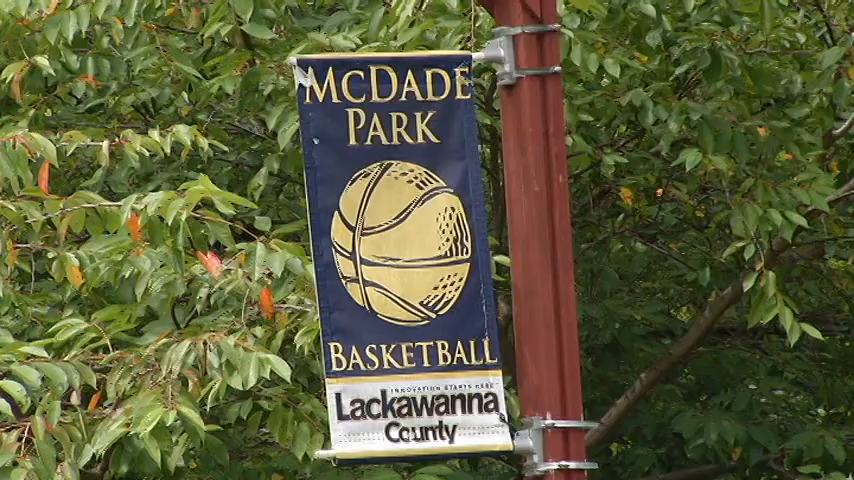 McDADE
PARK
BASKETBALL
INNOVATION STARTS HERE
Lackawanna
County